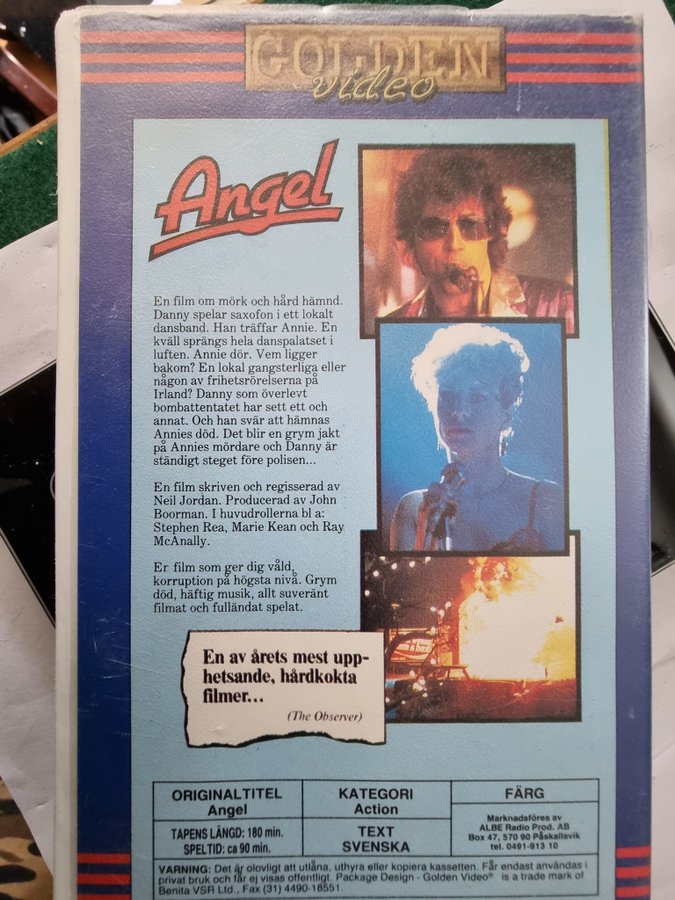 GOLDEN
video
Angel
En film om mörk och hård hämnd.
Danny spelar saxofon i ett lokalt
dansband. Han träffar Annie. En
kväll sprängs hela danspalatset i
luften. Annie dör. Vem ligger
bakom? En lokal gangsterliga eller
någon av frihetsrörelserna på
Irland? Danny som överlevt
bombattentatet har sett ett och
annat. Och han svär att hämnas
Annies död. Det blir en grym jakt
på Annies mördare och Danny är
ständigt steget före polisen...
En film skriven och regisserad av
Neil Jordan. Producerad av John
Boorman. I huvudrollerna bl a:
Stephen Rea, Marie Kean och Ray
McAnally.
Er film som ger dig våld,
korruption på högsta nivå. Grym
död, häftig musik, allt suveränt
filmat och fulländat spelat.
En av årets mest upp-
hetsande, hårdkokta
filmer...
(The Observer)
ORIGINALTITEL
Angel
KATEGORI
Action
FÄRG
TAPENS LÄNGD: 180 min.
SPELTID: ca 90 min.
TEXT
SVENSKA
Marknadsföres av
ALBE Radio Prod. AB
Box 47, 570 90 Påskallavik
tel. 0491-913 10
VARNING: Det är olovligt att utlåna, uthyra eller kopiera kassetten. Får endast användas i
privat bruk och får ej visas offentligt. Package Design - Golden Video® is a trade mark of
Benita VSR Ltd., Fax (31) 4490-18551.